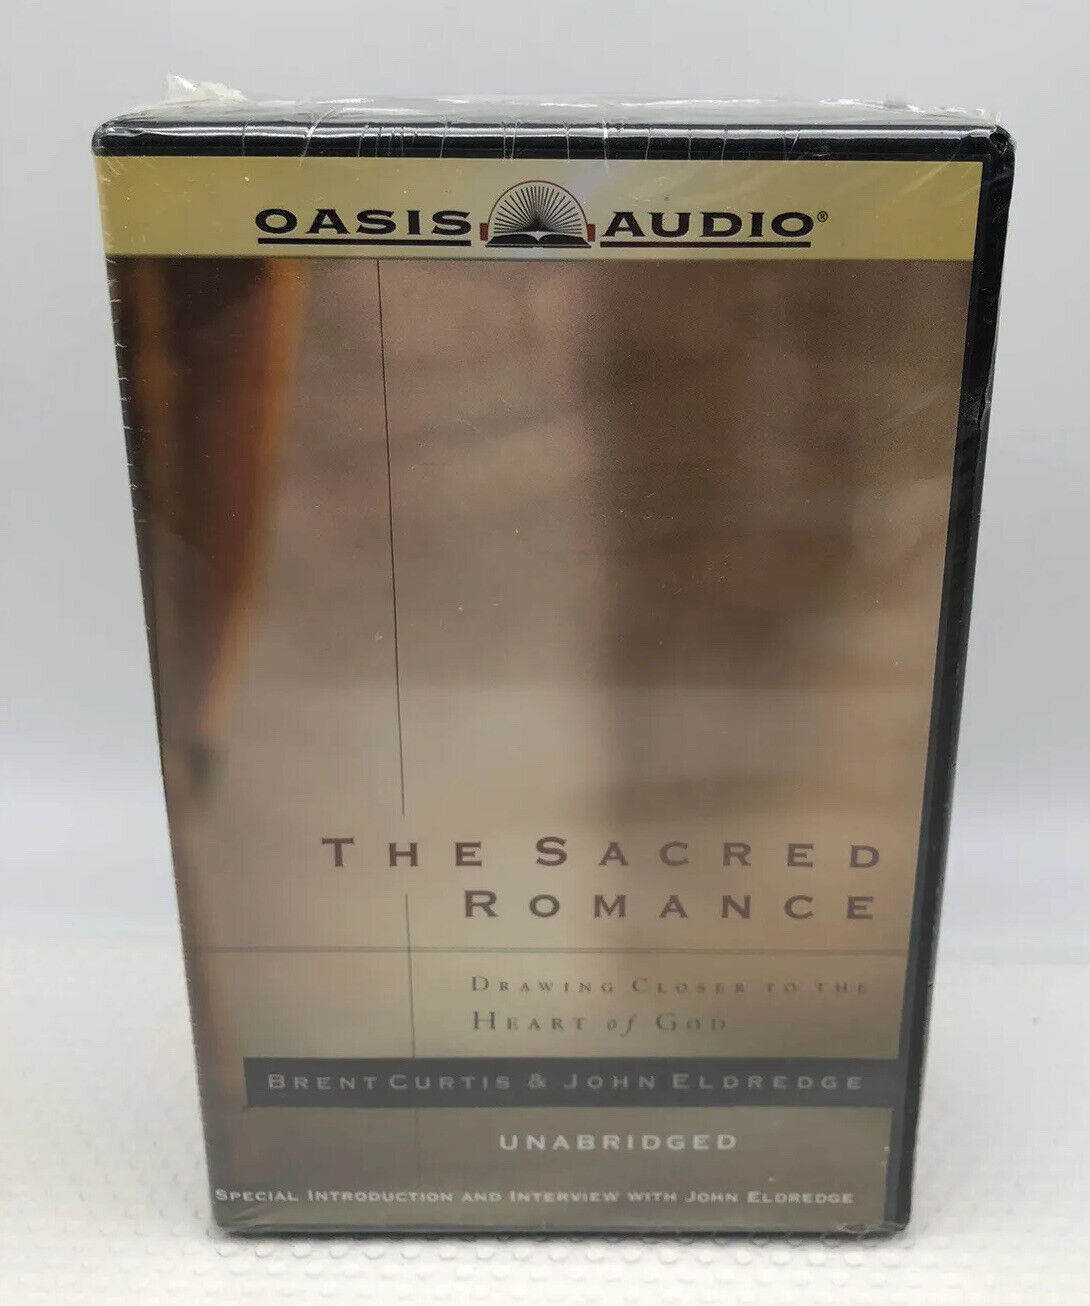 OASIS AUDIO®
THE SACRED
ROMANCE
DRAWING CLOSER TO THE
HEART of GOD
BRENT CURTIS & JOHN ELDREDGE
UNABRIDGED
SPECIAL INTRODUCTION AND INTERVIEW WITH JOHN ELDREDGE